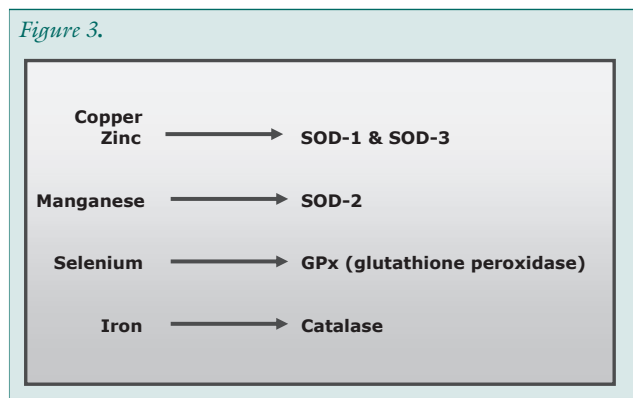 Figure 3.
Copper
Zinc
SOD-1 & SOD-3
Manganese
SOD-2
Selenium
GPx (glutathione peroxidase)
Iron
Catalase